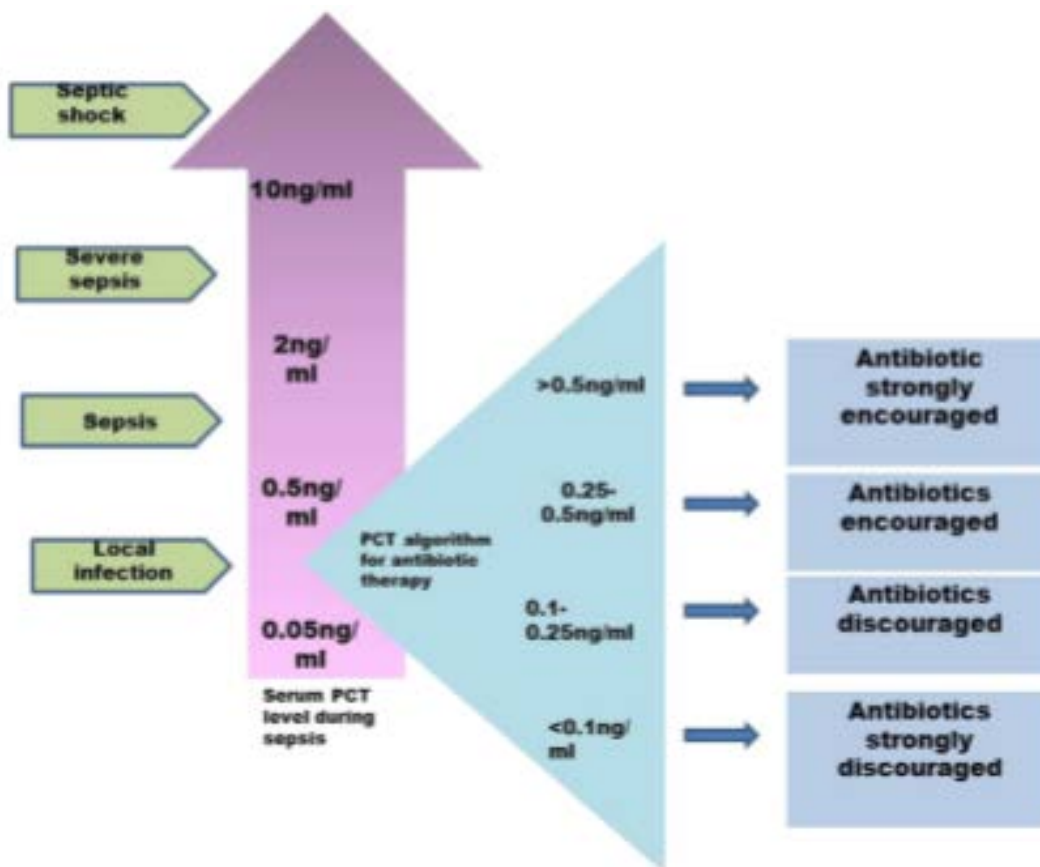 Septic
shock
10ng/ml
Severe
sepsis
2ng/
ml
Sepsis
0.5ng/
ml
Local
infection
0.05ng/
ml
Serum PCT
level during
sepsis
PCT algorithm
for antibiotic
therapy
>0.5ng/ml
Antibiotic
strongly
encouraged
0.25-
0.5ng/ml
Antibiotics
encouraged
0.1-
0.25ng/ml
Antibiotics
discouraged
<0.1ng/
ml
Antibiotics
strongly
discouraged